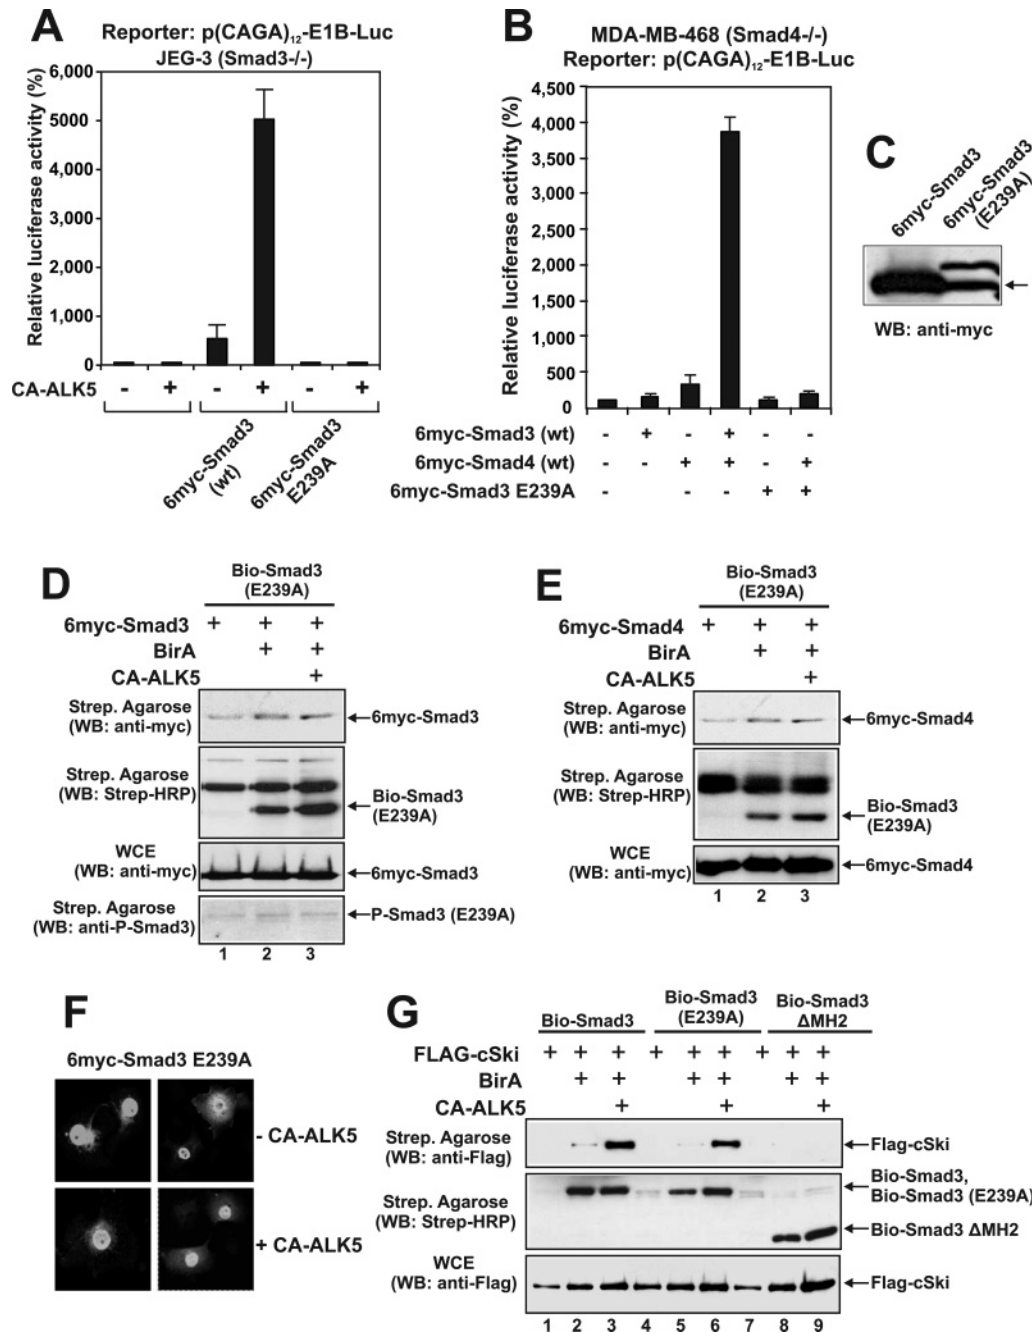 A
Reporter: p(CAGA)12-E1B-Luc
JEG-3 (Smad3-/-)
Relative luciferase activity (%)
6,000
5000
4,000
3,000
2,000
1,000
0
CA-ALK5 - + - + - +
6myc-Smad3
(wt)
6myc-Smad3
E239A
B
MDA-MB-468 (Smad4-/-)
Reporter: p(CAGA)12-E1B-Luc
Relative luciferase activity (%)
4,500
4,000
3,500
3,000
2,500
2,000
1,500
1,000
500
0
6myc-Smad3 (wt) - + - + - -
6myc-Smad4 (wt) - - + + - +
6myc-Smad3 E239A - - - - + +
C
6myc-Smad3
6myc-Smad3
(E239A)
WB: anti-myc
D
Bio-Smad3
(E239A)
6myc-Smad3 + + +
BirA + +
CA-ALK5 +
Strep. Agarose
(WB: anti-myc)
6myc-Smad3
Strep. Agarose
(WB: Strep-HRP)
Bio-Smad3
(E239A)
WCE
(WB: anti-myc)
6myc-Smad3
Strep. Agarose
(WB: anti-P-Smad3)
P-Smad3 (E239A)
1 2 3
E
Bio-Smad3
(E239A)
6myc-Smad4 + + +
BirA + +
CA-ALK5 +
Strep. Agarose
(WB: anti-myc)
6myc-Smad4
Strep. Agarose
(WB: Strep-HRP)
Bio-Smad3
(E239A)
WCE
(WB: anti-myc)
6myc-Smad4
1 2 3
F
6myc-Smad3 E239A
- CA-ALK5
+ CA-ALK5
G
Bio-Smad3
Bio-Smad3
(E239A)
Bio-Smad3
ΔMH2
FLAG-cSki + + + + + + + + +
BirA + + + + + +
CA-ALK5 + + +
Strep. Agarose
(WB: anti-Flag)
Flag-cSki
Strep. Agarose
(WB: Strep-HRP)
Bio-Smad3,
Bio-Smad3 (E239A)
Bio-Smad3 ΔMH2
WCE
(WB: anti-Flag)
Flag-cSki
1 2 3 4 5 6 7 8 9